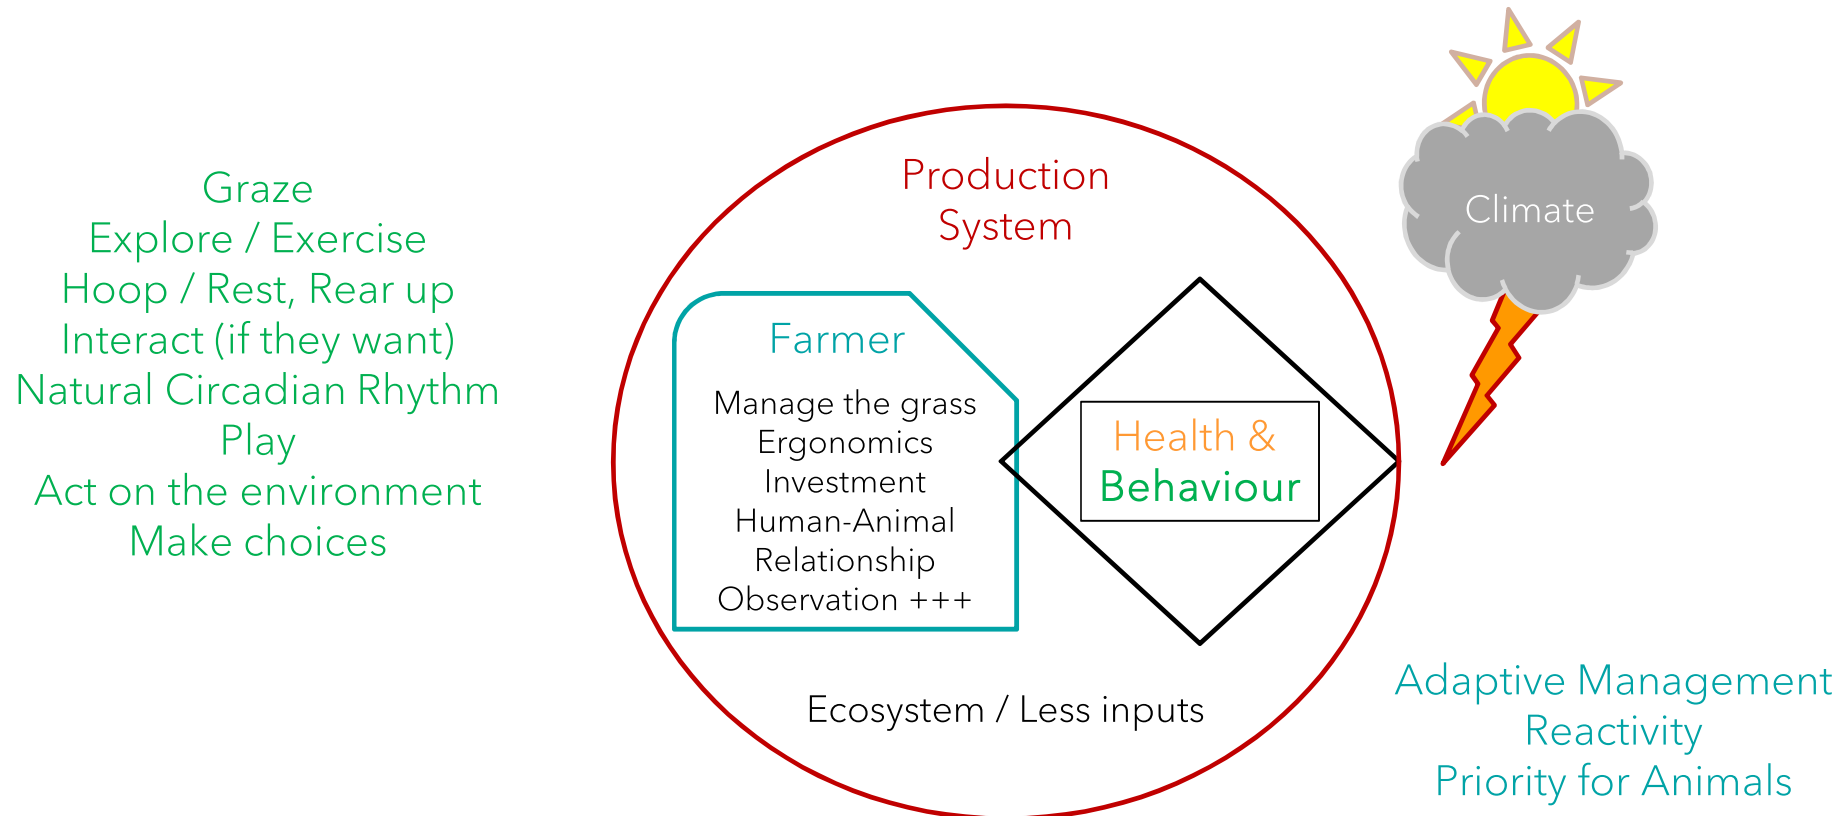 Graze
Explore / Exercise
Hoop / Rest, Rear up
Interact (if they want)
Natural Circadian Rhythm
Play
Act on the environment
Make choices
Production
System
Farmer
Manage the grass
Ergonomics
Investment
Human-Animal
Relationship
Observation +++
Health &
Behaviour
Ecosystem / Less inputs
Climate
Adaptive Management
Reactivity
Priority for Animals